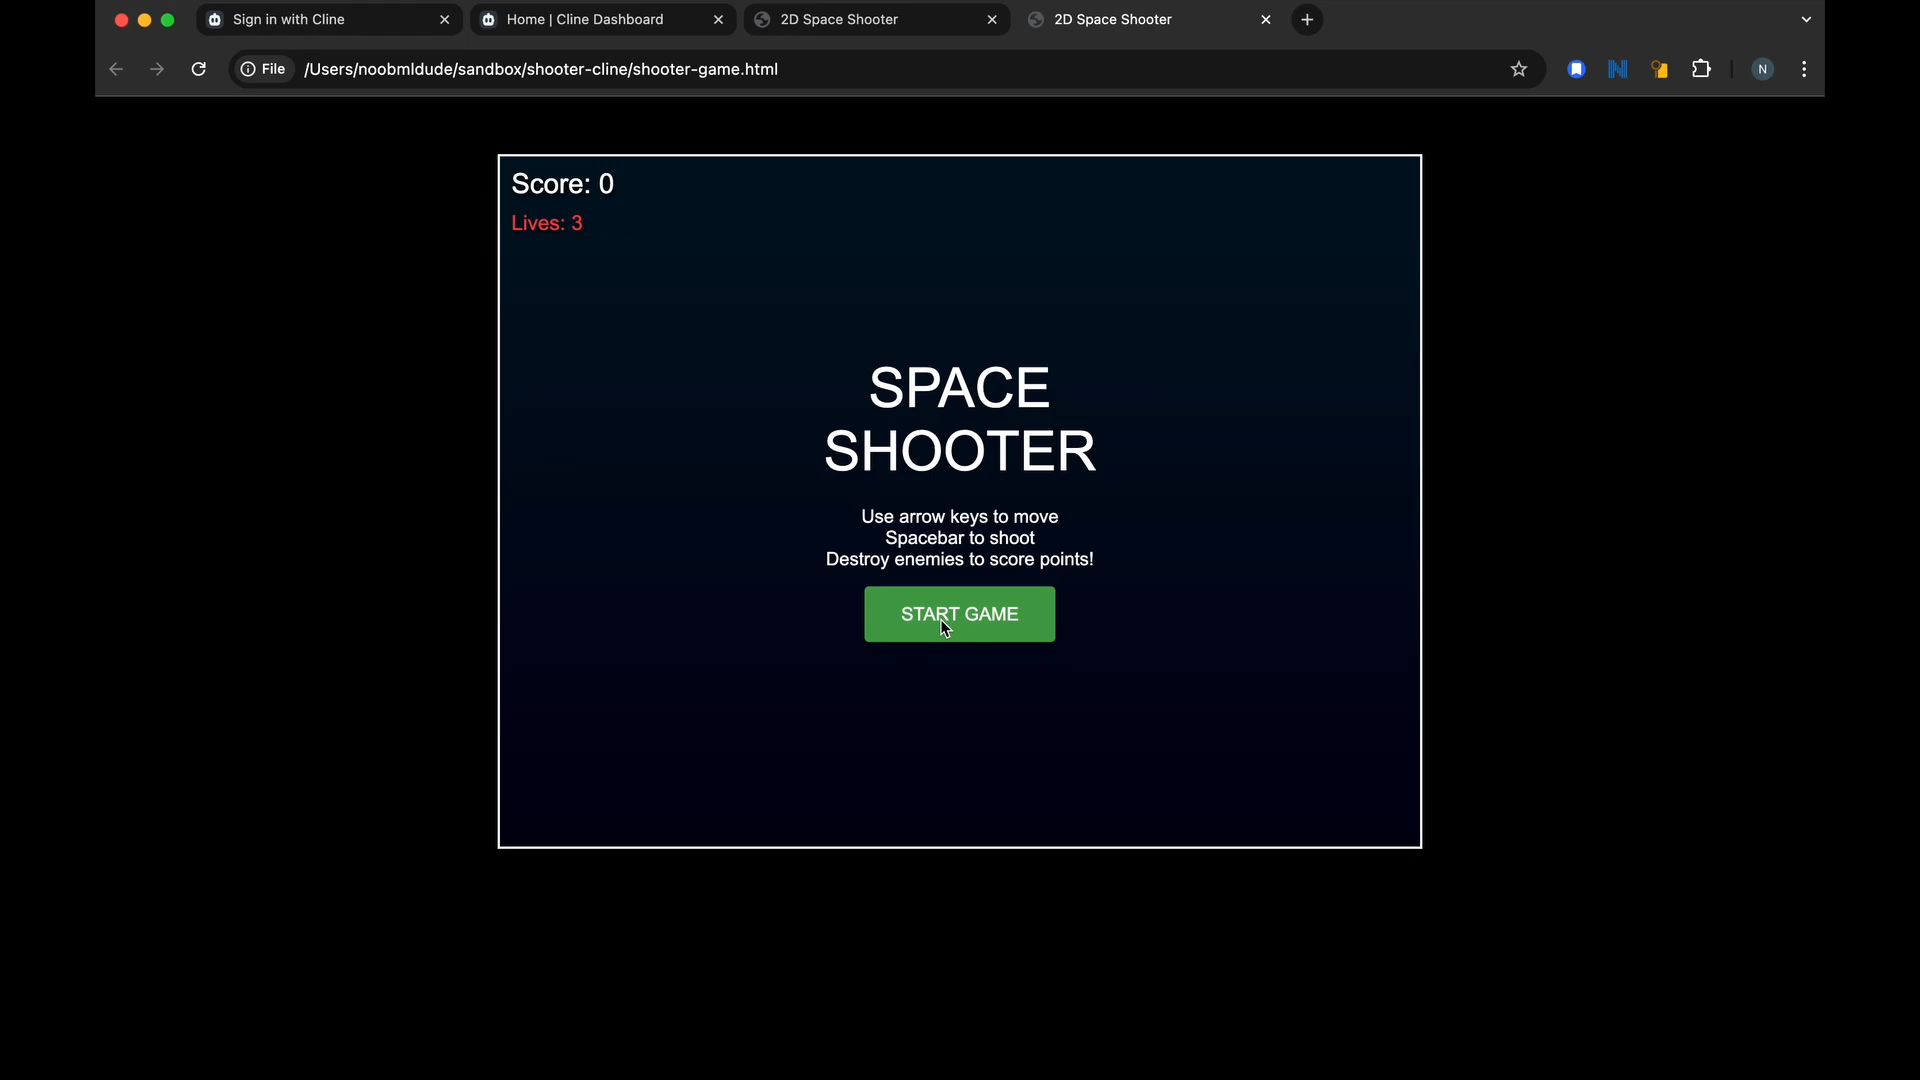 Sign in with Cline
Home | Cline Dashboard
2D Space Shooter
2D Space Shooter
File
/Users/noobmldude/sandbox/shooter-cline/shooter-game.html
N
Score: 0
Lives: 3
SPACE
SHOOTER
Use arrow keys to move
Spacebar to shoot
Destroy enemies to score points!
START GAME